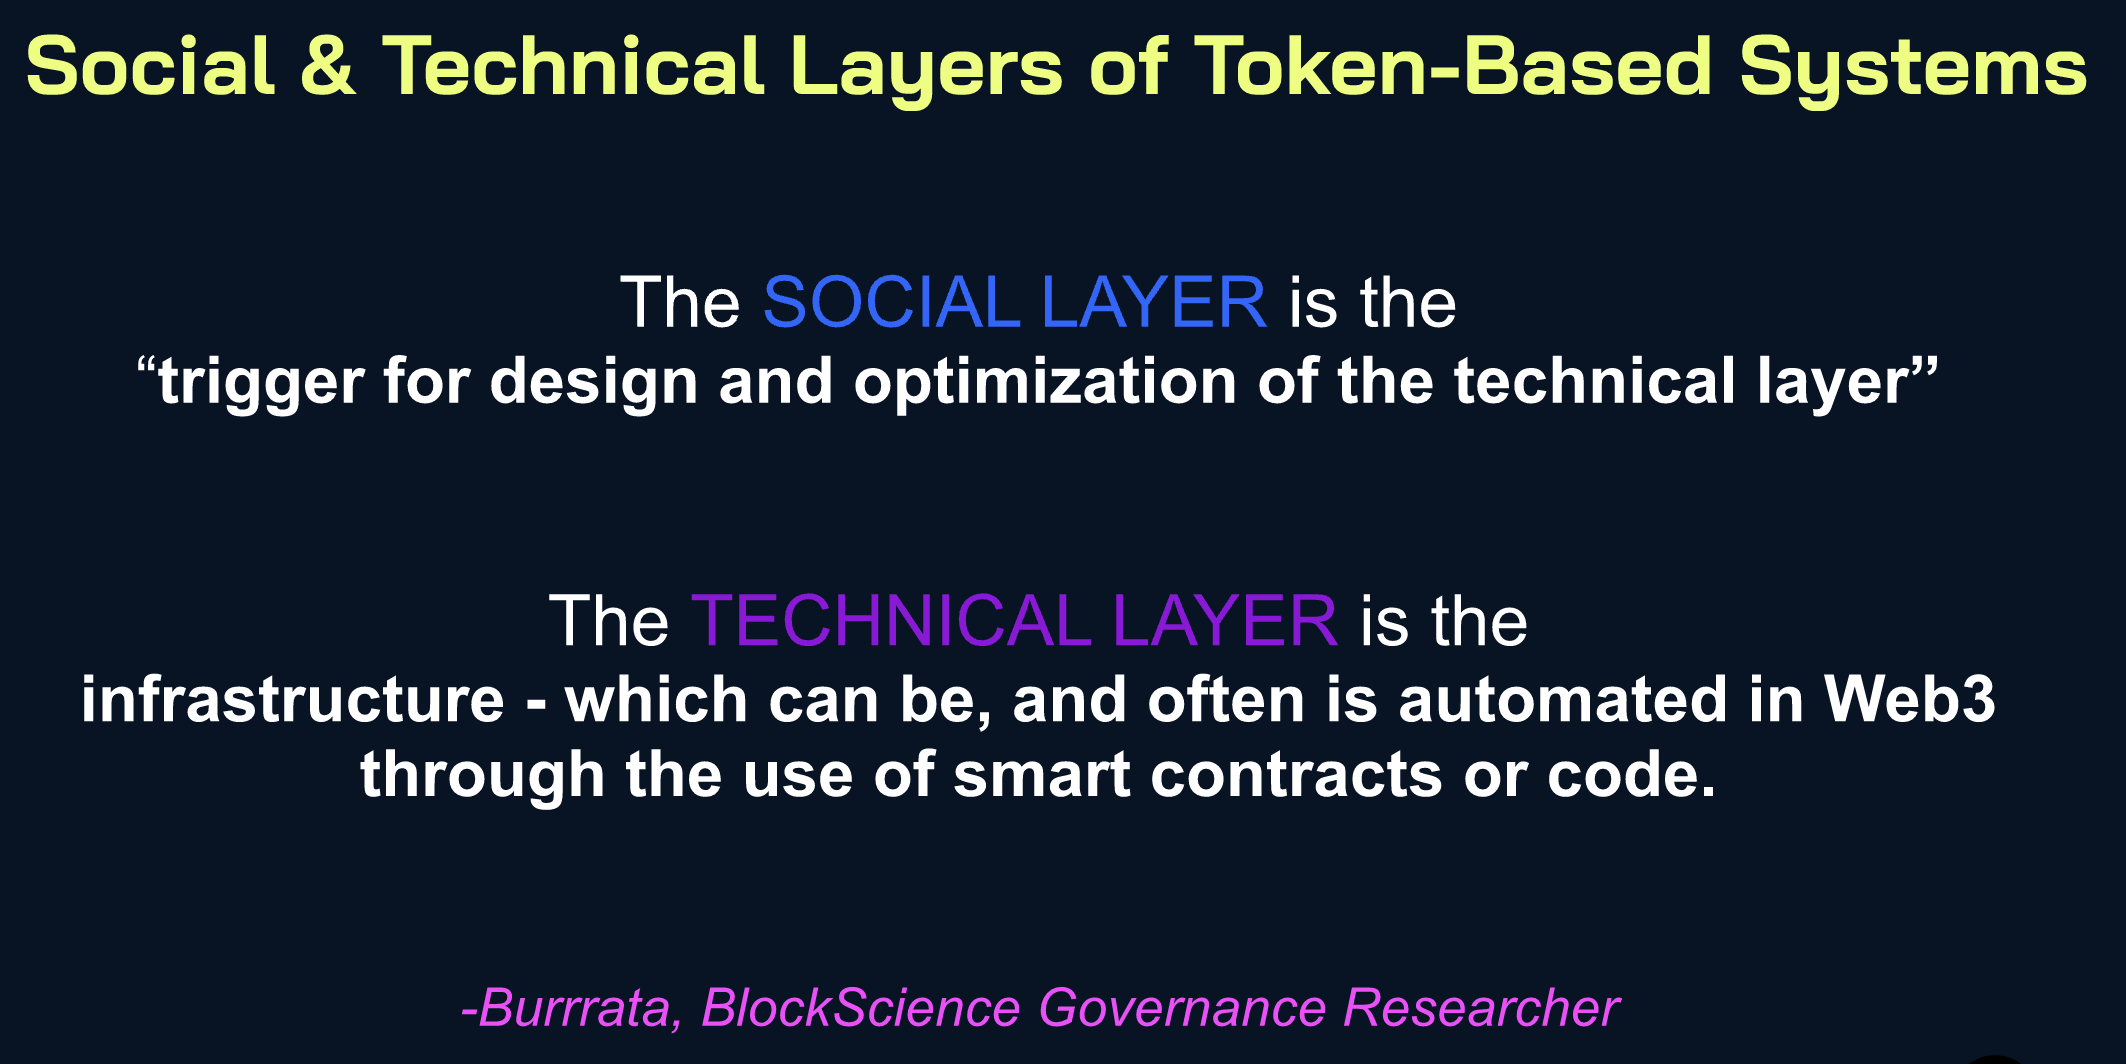 Social & Technical Layers of Token-Based Systems
The SOCIAL LAYER is the
“trigger for design and optimization of the technical layer”
The TECHNICAL LAYER is the
infrastructure - which can be, and often is automated in Web3
through the use of smart contracts or code.
-Burrrata, BlockScience Governance Researcher